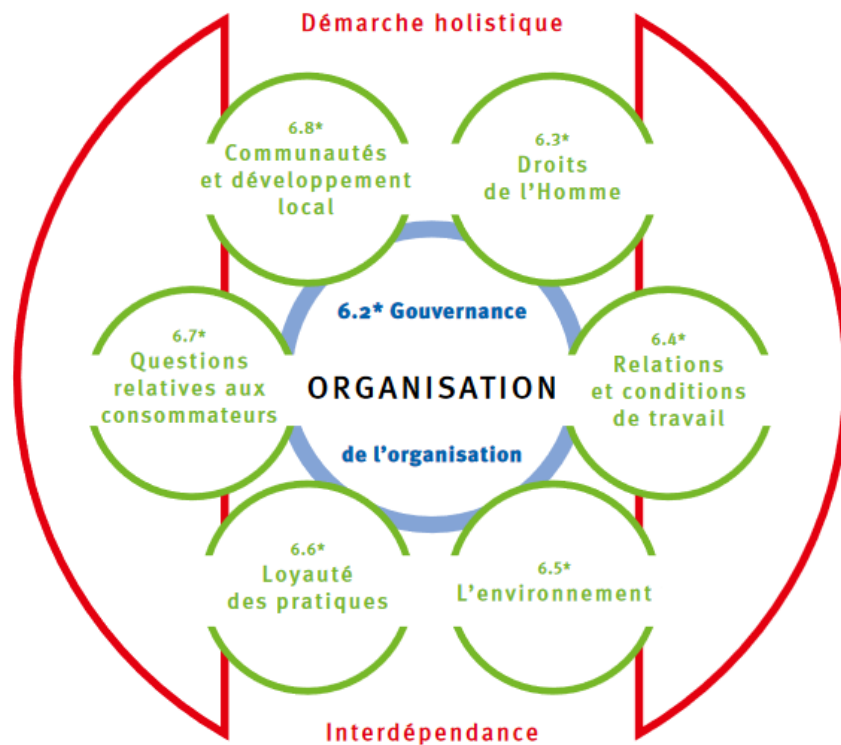 Démarche holistique
6.8*
Communautés
et développement
local
6.3*
Droits
de l’Homme
6.2* Gouvernance
ORGANISATION
de l’organisation
6.7*
Questions
relatives aux
consommateurs
6.4*
Relations
et conditions
de travail
6.6*
Loyauté
des pratiques
6.5*
L’environnement
Interdépendance